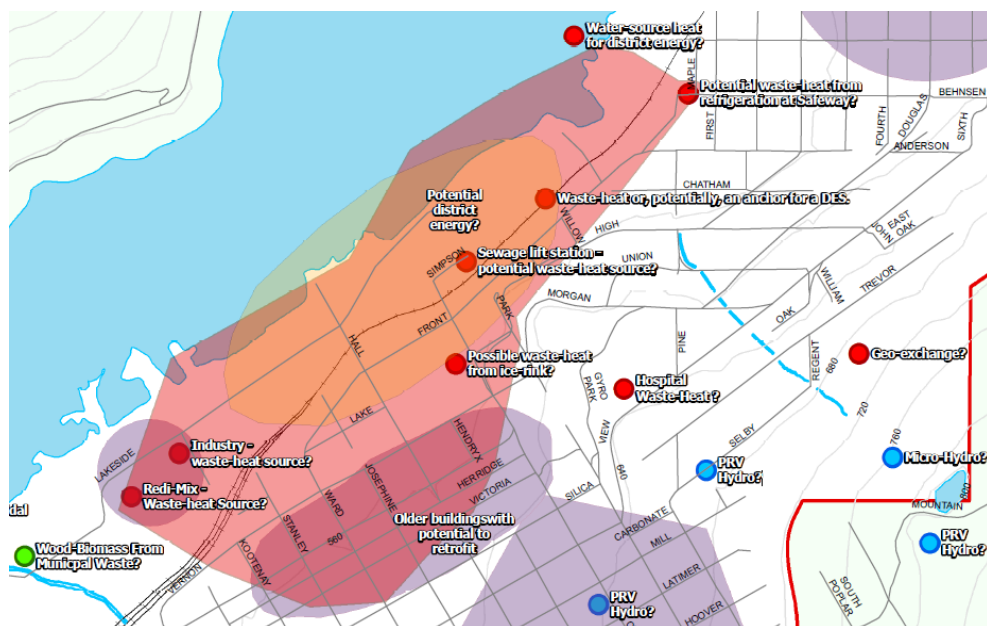 Water-source heat
for district energy?
MAPLE
Potential waste-heat from
refrigeration at Safeway?
BEHNSEN
FIRST
FOURTH
DOUGLAS
SIXTH
ANDERSON
CHATHAM
Potential
district
energy?
Waste-heat or, potentially, an anchor for a DES.
WILLOW
HIGH
JOHN
EAST
OAK
SIMPSON
Sewage lift station -
potential waste-heat source?
UNION
WILLIAM
TREVOR
MORGAN
PARK
FRONT
OAK
HALL
PINE
REGENT
680
Geo-exchange?
Possible waste-heat
from ice-rink?
GYRO
PARK
VIEW
Hospital
Waste-Heat ?
720
LAKE
HENDRYX
SELBY
760
LAKESIDE
Industry -
waste-heat source?
JOSEPHINE
HERRIDGE
VICTORIA
640
PRV
Hydro?
Micro-Hydro?
Redi-Mix -
Waste-heat Source?
WARD
SILICA
800
MOUNTAIN
dal
STANLEY
560
Older buildingswith
potential to
retrofit
CARBONATE
MILL
PRV
Hydro?
Wood-Biomass From
Municpal Waste?
KOOTENAY
VERNON
LATIMER
HOOVER
PRV
Hydro?
SOUTH
POPLAR